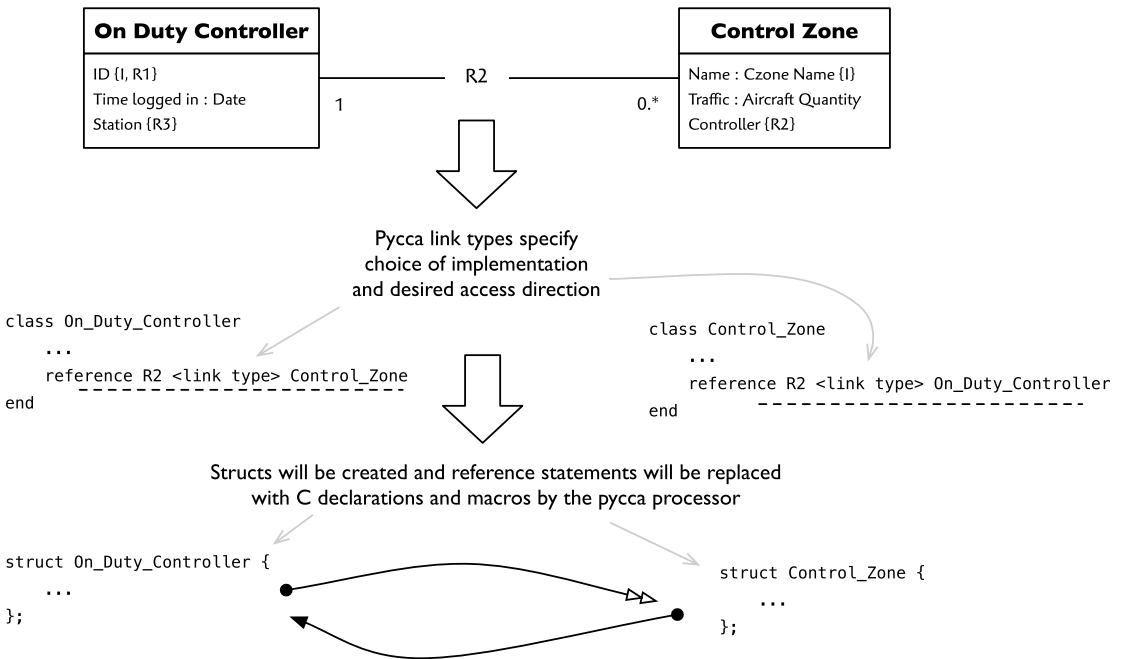 On Duty Controller
ID {I, R1}
Time logged in : Date
Station {R3}
R2
1
0.*
Control Zone
Name : Czone Name {I}
Traffic : Aircraft Quantity
Controller {R2}
Pycca link types specify
choice of implementation
and desired access direction
class On_Duty_Controller
...
reference R2 <link type> Control_Zone
end
class Control_Zone
...
reference R2 <link type> On_Duty_Controller
end
Structs will be created and reference statements will be replaced
with C declarations and macros by the pycca processor
struct On_Duty_Controller {
...
};
struct Control_Zone {
...
};